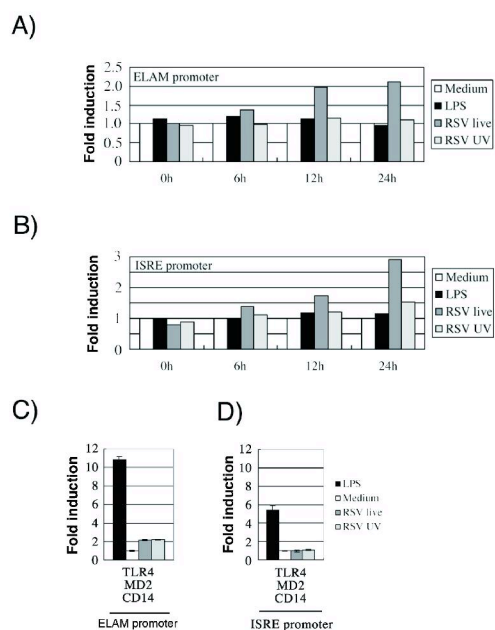 A)
2.5
2.0
1.5
1.0
0.5
0
Fold induction
ELAM promoter
0h 6h 12h 24h
Medium
LPS
RSV live
RSV UV
B)
3
2
1
0
Fold induction
ISRE promoter
0h 6h 12h 24h
Medium
LPS
RSV live
RSV UV
C)
12
10
8
6
4
2
0
Fold induction
TLR4
MD2
CD14
ELAM promoter
D)
12
10
8
6
4
2
0
Fold induction
TLR4
MD2
CD14
ISRE promoter
LPS
Medium
RSV live
RSV UV